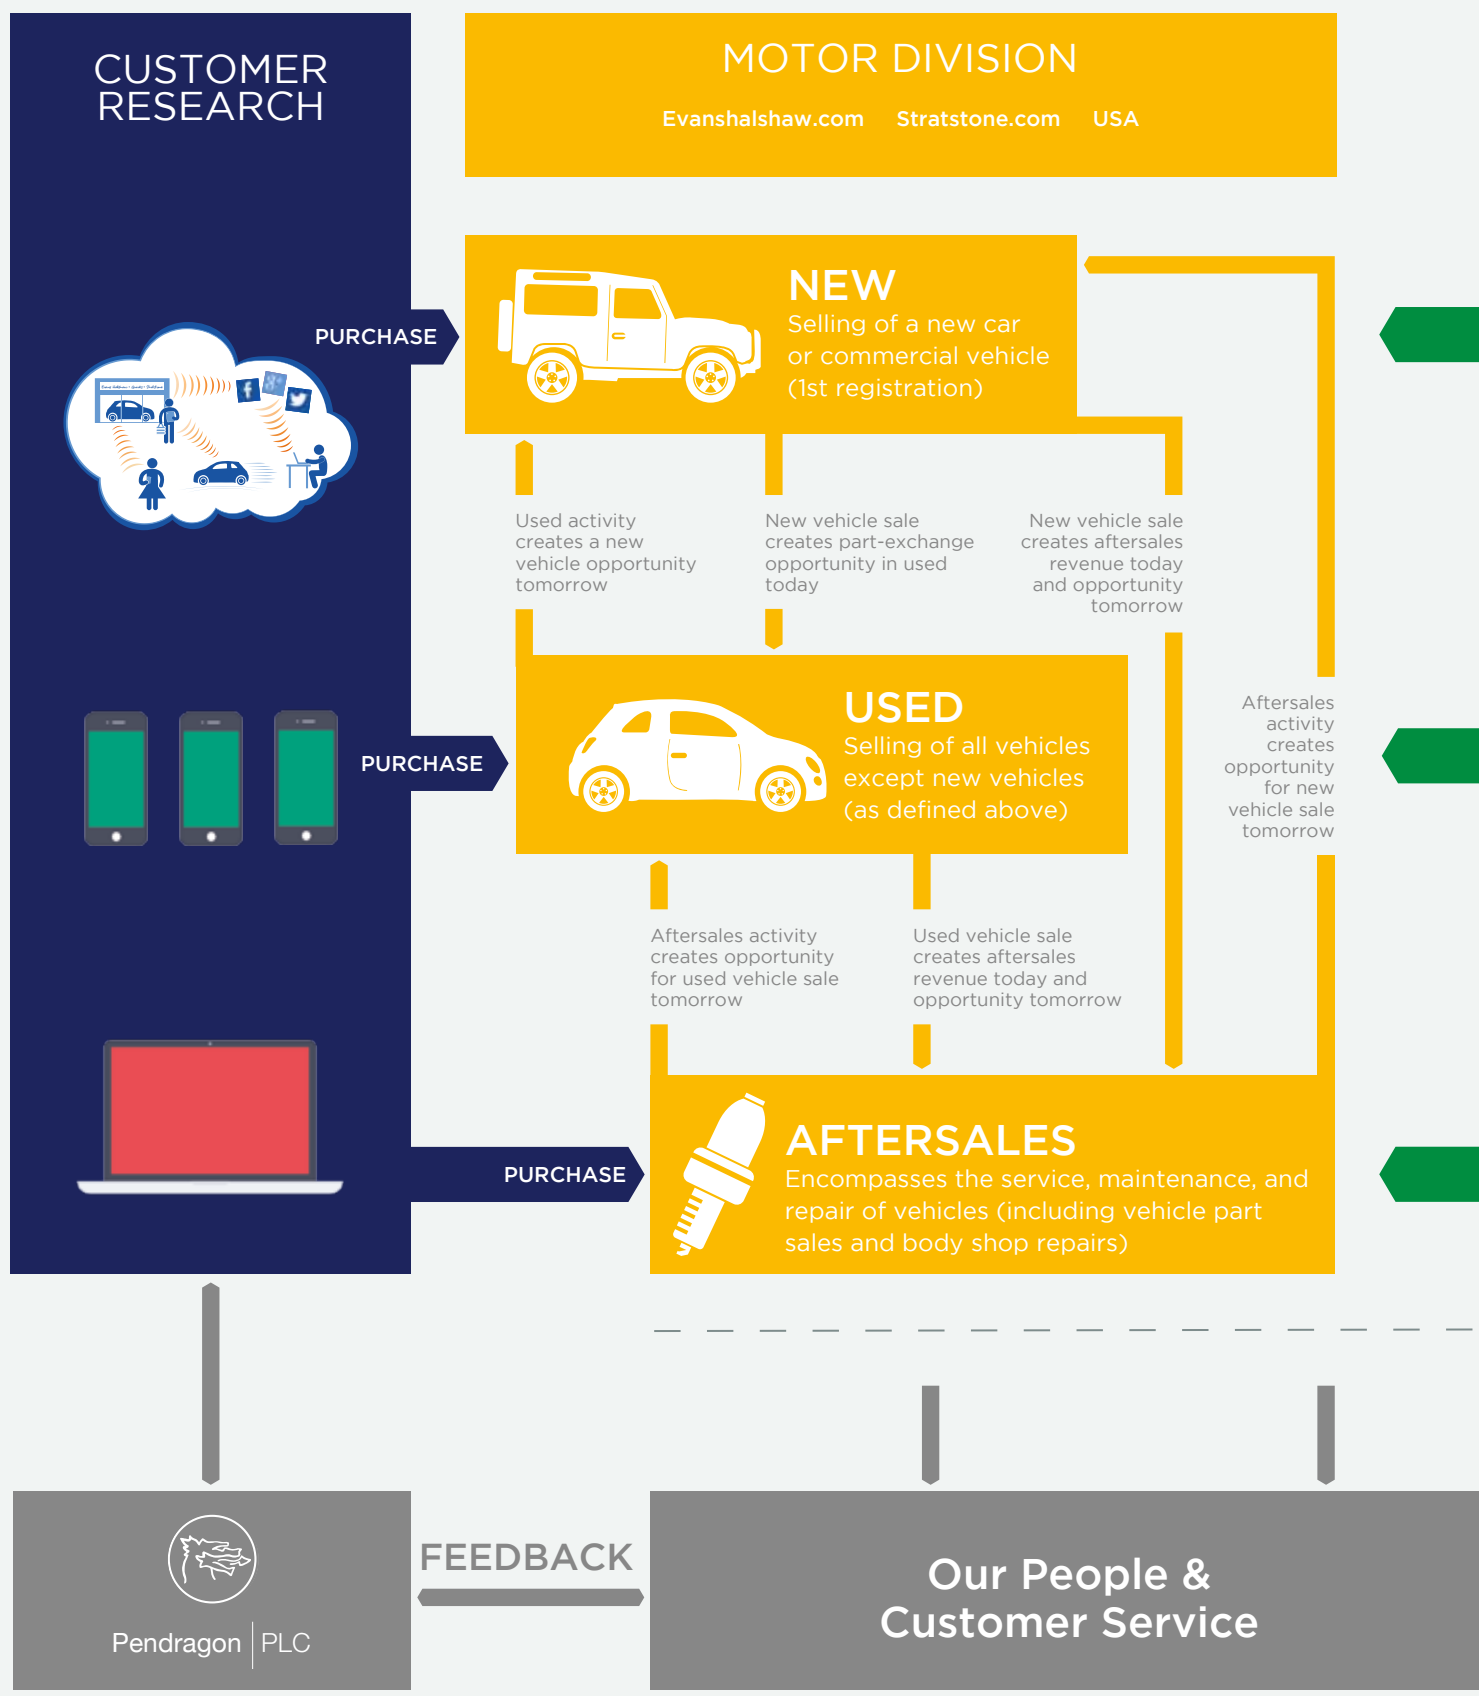 CUSTOMER
RESEARCH
MOTOR DIVISION
Evanshalshaw.com Stratstone.com USA
PURCHASE
NEW
Selling of a new car
or commercial vehicle
(1st registration)
Used activity
creates a new
vehicle opportunity
tomorrow
New vehicle sale
creates part-exchange
opportunity in used
today
New vehicle sale
creates aftersales
revenue today
and opportunity
tomorrow
PURCHASE
USED
Selling of all vehicles
except new vehicles
(as defined above)
Aftersales
activity
creates
opportunity
for new
vehicle sale
tomorrow
Aftersales activity
creates opportunity
for used vehicle sale
tomorrow
Used vehicle sale
creates aftersales
revenue today and
opportunity tomorrow
PURCHASE
AFTERSALES
Encompasses the service, maintenance, and
repair of vehicles (including vehicle part
sales and body shop repairs)
Pendragon PLC
FEEDBACK
Our People &
Customer Service